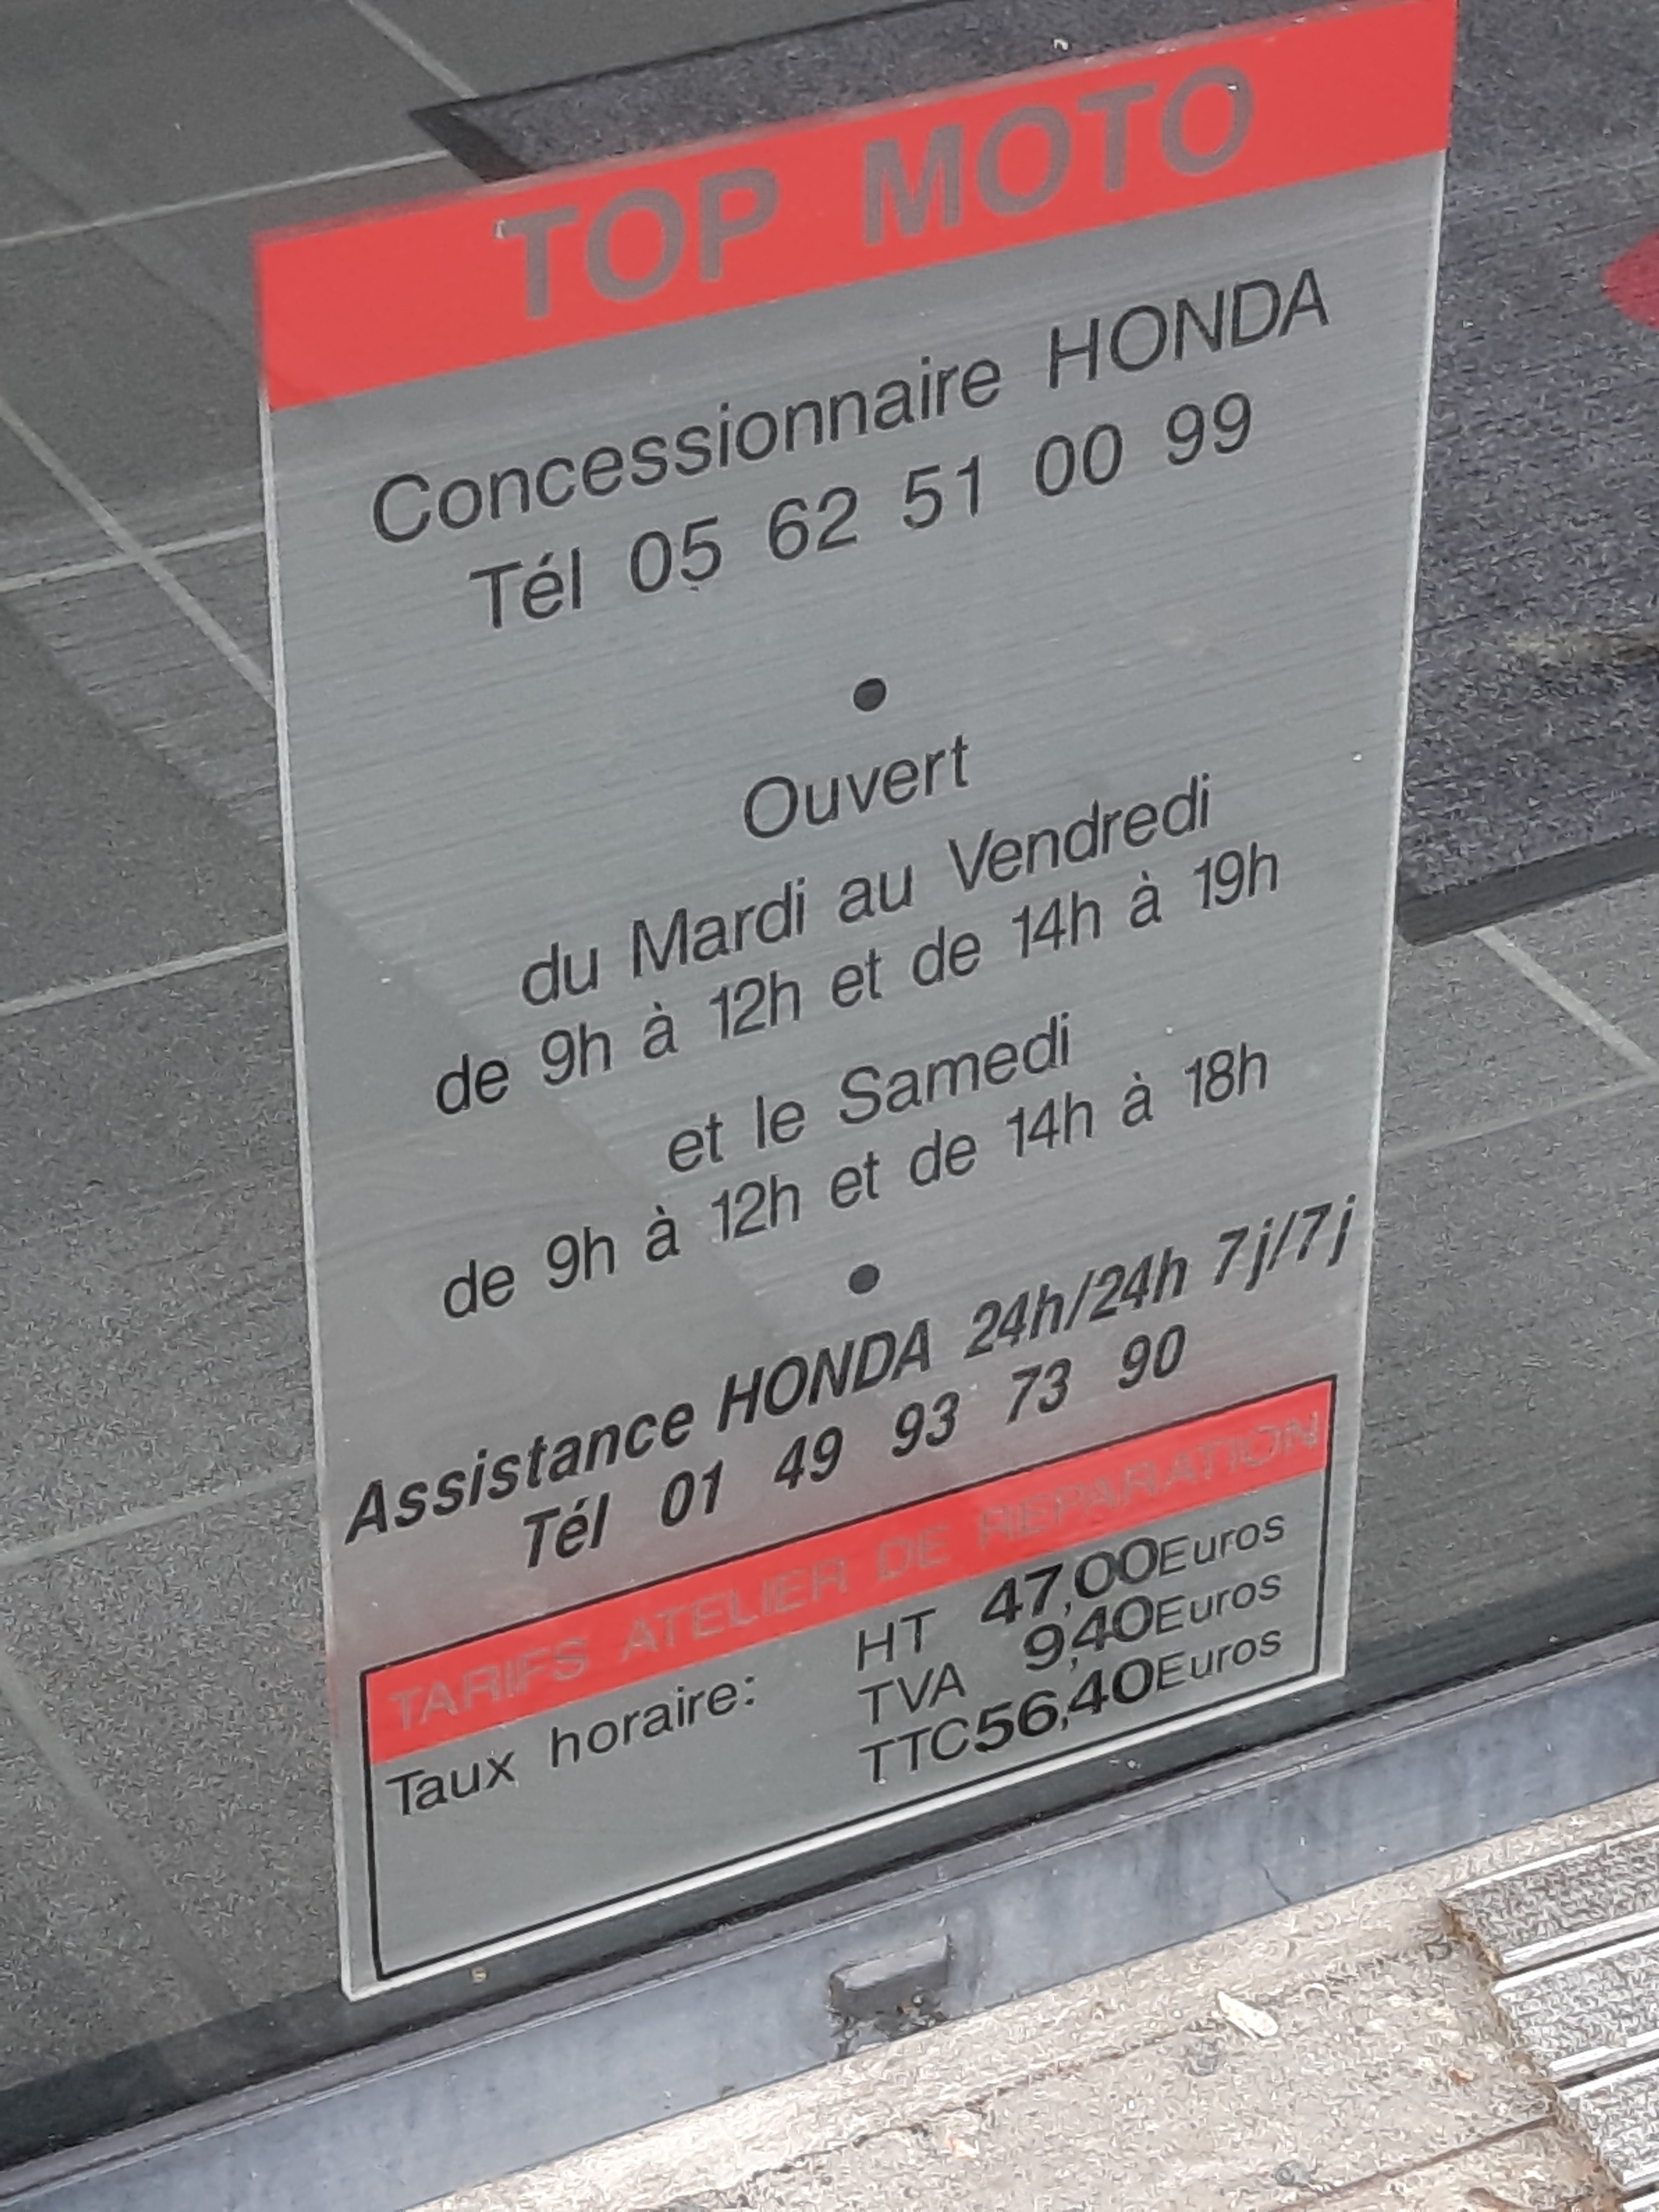 TOP MOTO
Concessionnaire HONDA
Tél 05 62 51 00 99
•
Ouvert
du Mardi au Vendredi
de 9h à 12h et de 14h à 19h
et le Samedi
de 9h à 12h et de 14h à 18h
•
Assistance HONDA 24h/24h 7j/7j
Tél 01 49 93 73 90
TARIFS ATELIER DE REPARATION
Taux horaire: HT 47,00Euros
TVA 9,40Euros
TTC56,40Euros